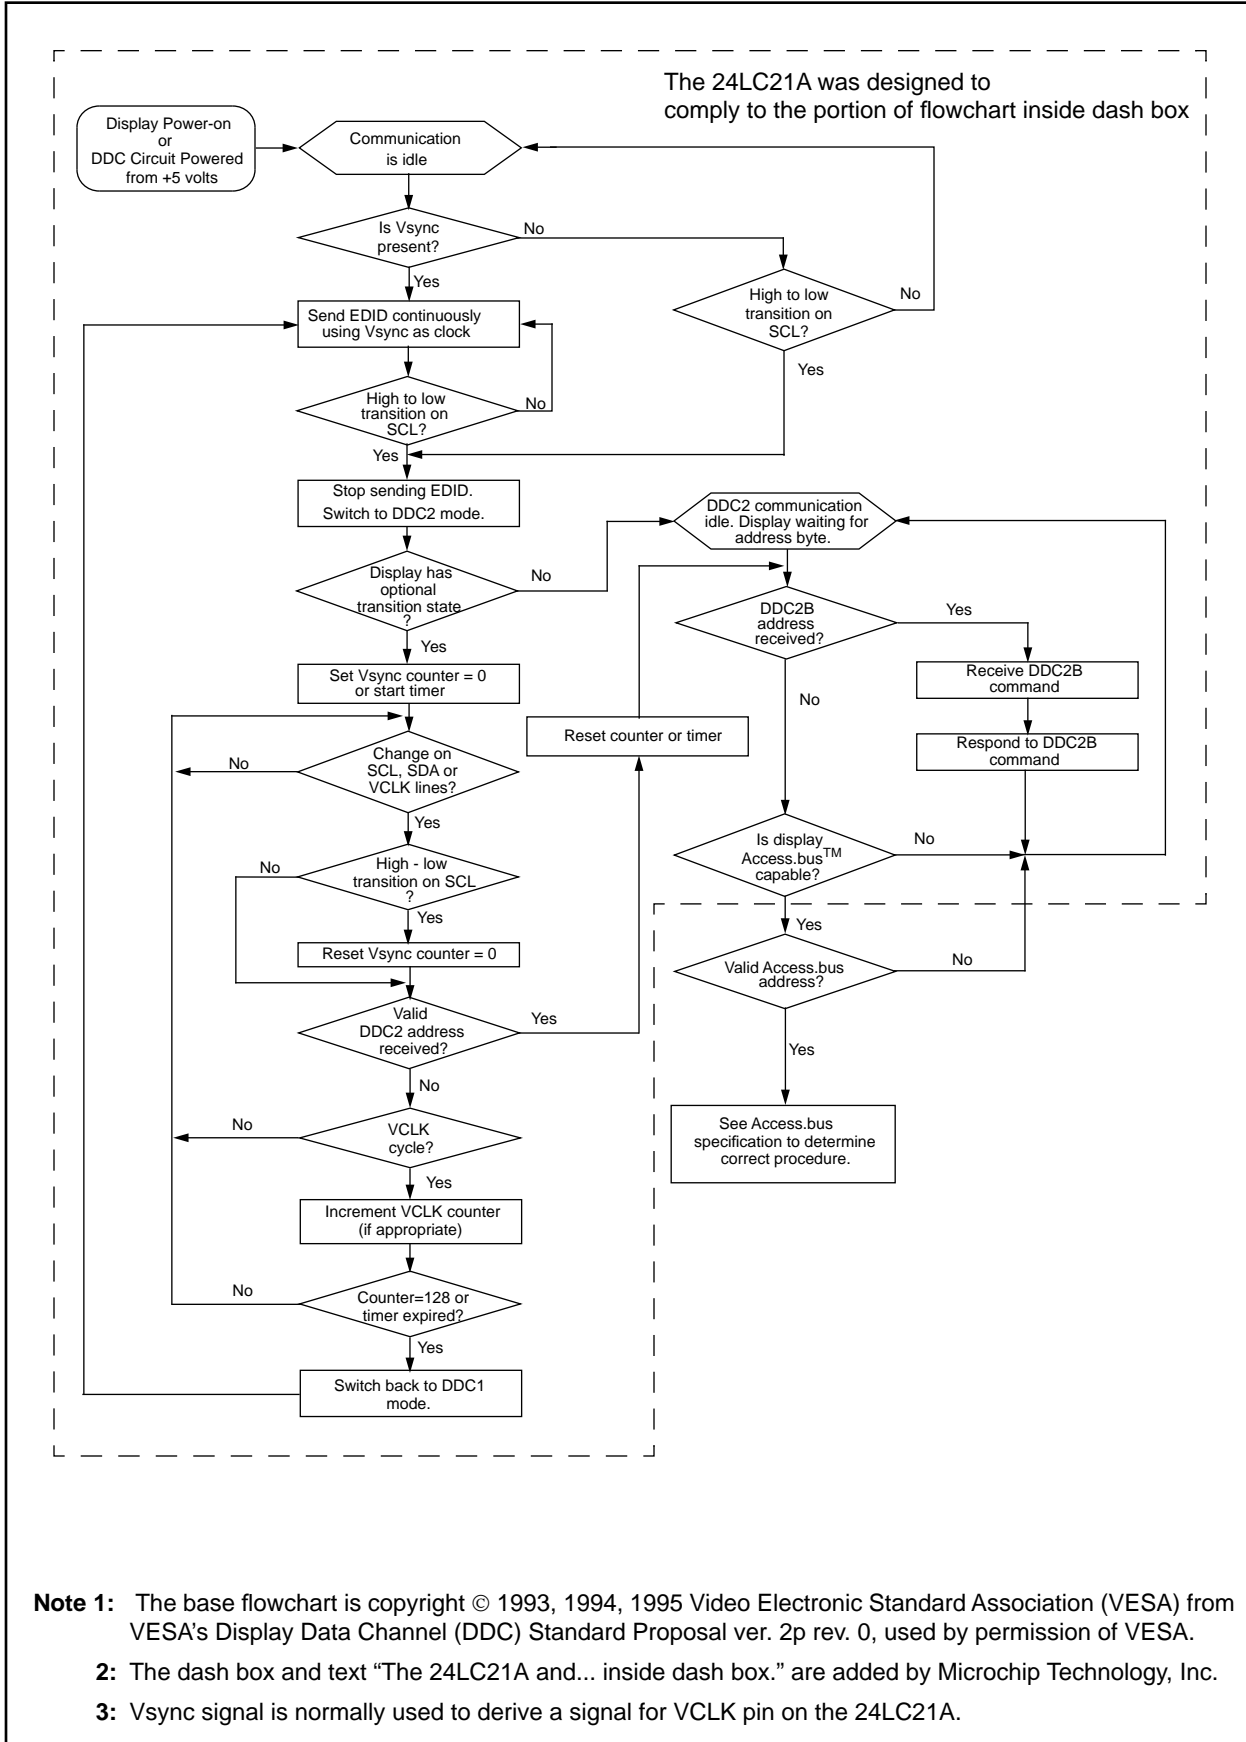 The 24LC21A was designed to
comply to the portion of flowchart inside dash box
Display Power-on
or
DDC Circuit Powered
from +5 volts
Communication
is idle
Is Vsync
present?
No
Yes
High to low
transition on
SCL?
No
Yes
Send EDID continuously
using Vsync as clock
High to low
transition on
SCL?
No
Yes
Stop sending EDID.
Switch to DDC2 mode.
DDC2 communication
idle. Display waiting for
address byte.
Display has
optional
transition state
?
No
Yes
DDC2B
address
received?
Yes
No
Set Vsync counter = 0
or start timer
Receive DDC2B
command
Reset counter or timer
Respond to DDC2B
command
Change on
SCL, SDA or
VCLK lines?
No
Yes
Is display
Access.bus™
capable?
No
Yes
High - low
transition on SCL
?
No
Yes
Reset Vsync counter = 0
Valid Access.bus
address?
No
Yes
Valid
DDC2 address
received?
Yes
No
See Access.bus
specification to determine
correct procedure.
VCLK
cycle?
No
Yes
Increment VCLK counter
(if appropriate)
Counter=128 or
timer expired?
No
Yes
Switch back to DDC1
mode.
Note 1: The base flowchart is copyright © 1993, 1994, 1995 Video Electronic Standard Association (VESA) from
VESA's Display Data Channel (DDC) Standard Proposal ver. 2p rev. 0, used by permission of VESA.
2: The dash box and text “The 24LC21A and... inside dash box.” are added by Microchip Technology, Inc.
3: Vsync signal is normally used to derive a signal for VCLK pin on the 24LC21A.